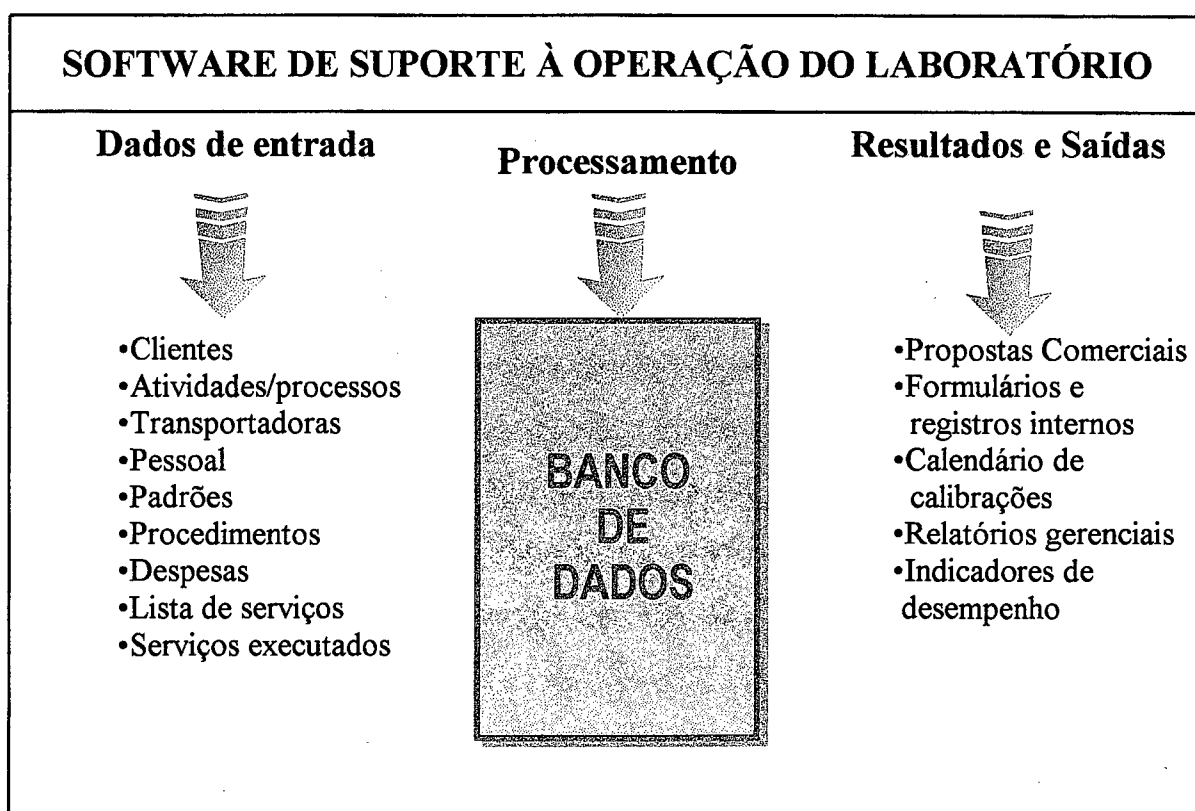 SOFTWARE DE SUPORTE À OPERAÇÃO DO LABORATÓRIO
Dados de entrada
•Clientes
•Atividades/processos
•Transportadoras
•Pessoal
•Padrões
•Procedimentos
•Despesas
•Lista de serviços
•Serviços executados
Processamento
BANCO
DE
DADOS
Resultados e Saídas
•Propostas Comerciais
•Formulários e
registros internos
•Calendário de
calibrações
•Relatórios gerenciais
•Indicadores de
desempenho